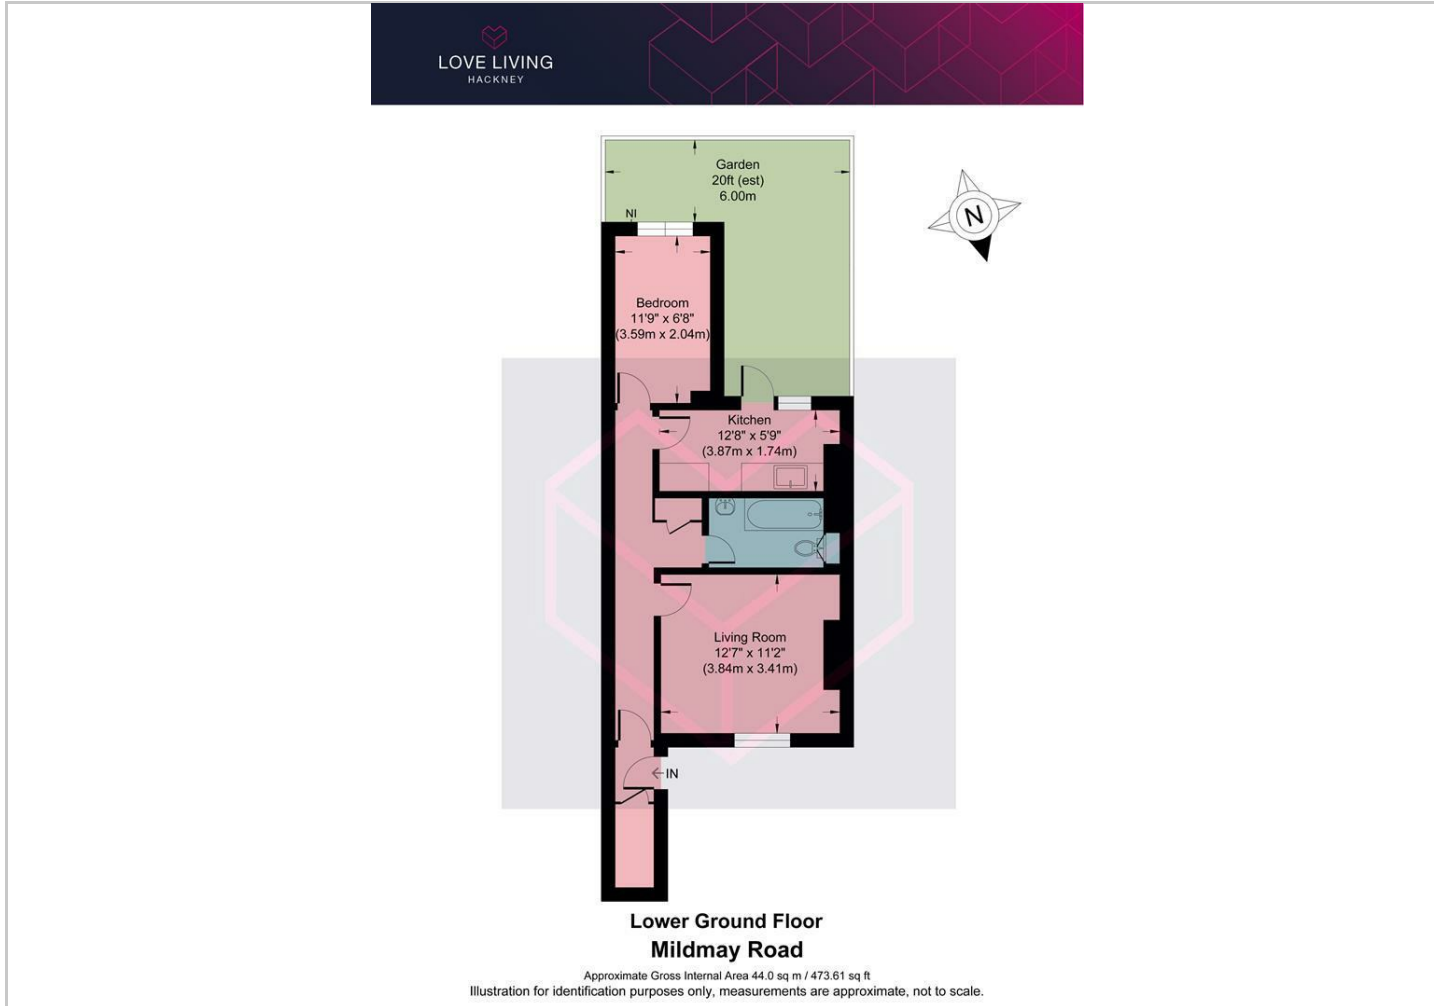 LOVE LIVING
HACKNEY
Garden
20ft (est)
6.00m
N
NI
Bedroom
11'9" x 6'8"
(3.59m x 2.04m)
Kitchen
12'8" x 5'9"
(3.87m x 1.74m)
Living Room
12'7" x 11'2"
(3.84m x 3.41m)
IN
Lower Ground Floor
Mildmay Road
Approximate Gross Internal Area 44.0 sq m / 473.61 sq ft
Illustration for identification purposes only, measurements are approximate, not to scale.